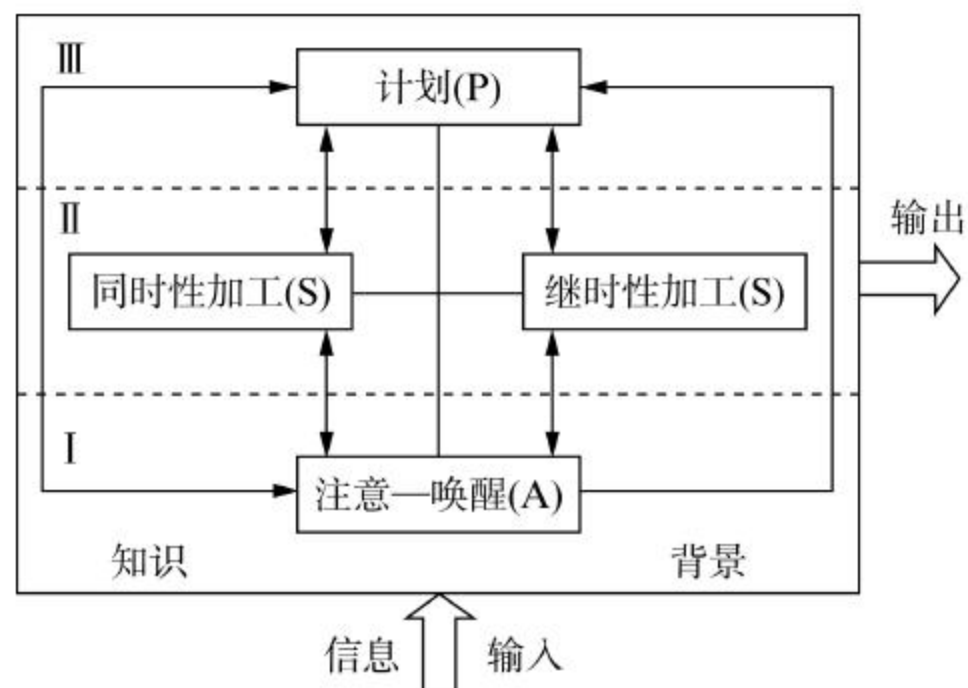 Ⅲ
计划(P)
Ⅱ
输出
同时性加工(S)
继时性加工(S)
Ⅰ
注意—唤醒(A)
知识
背景
信息
输入